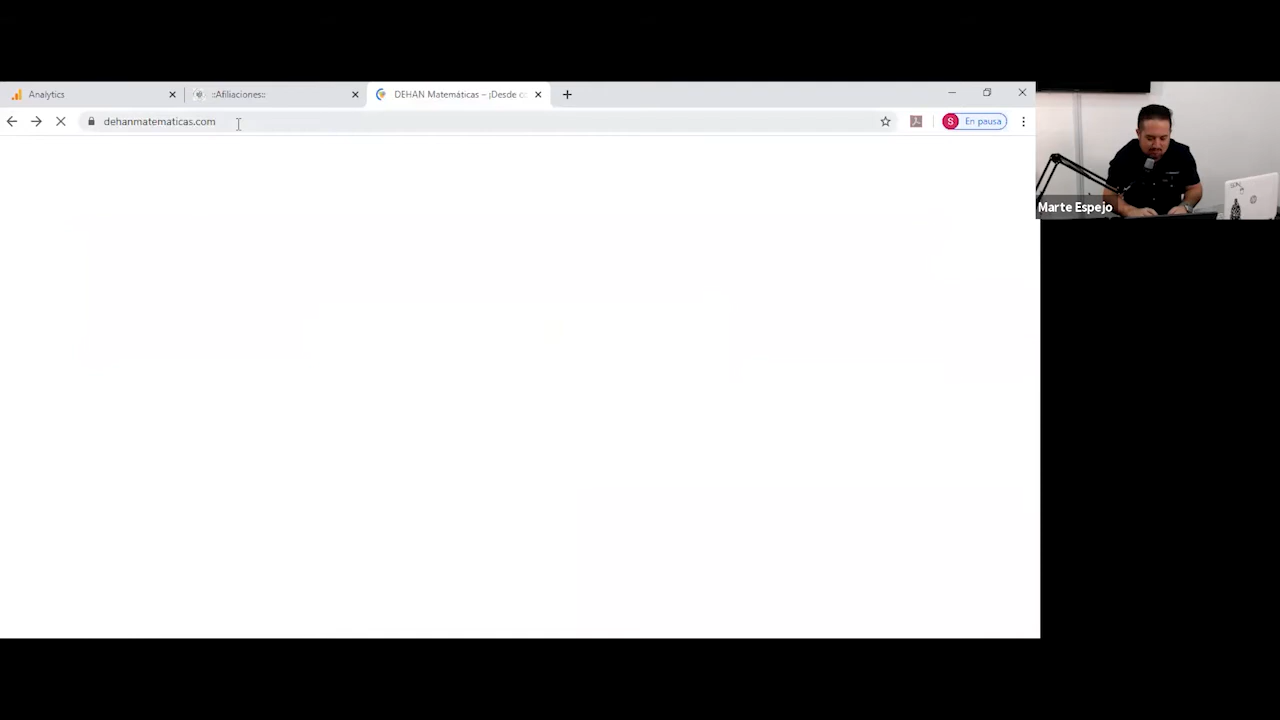 Analytics
::Afiliaciones::
DEHAN Matemáticas – ¡Desde
dehanmatematicas.com
S
En pausa
Marte Espejo